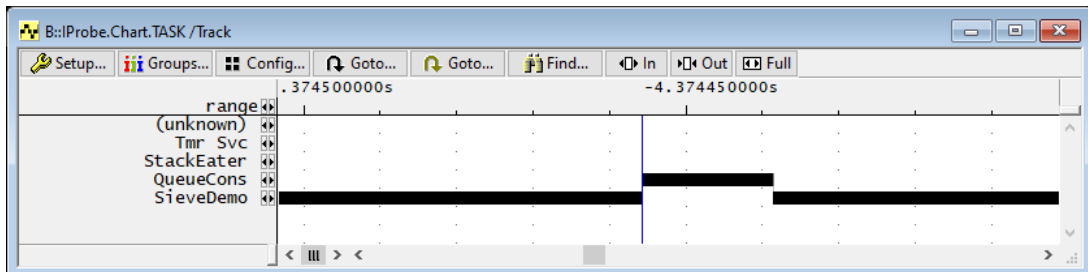 B::IProbe.Chart.TASK /Track
Setup... Groups... Config... Goto... Goto... Find... In Out Full
.374500000s -4.374450000s
range
(unknown)
Tmr Svc
StackEater
QueueCons
SieveDemo